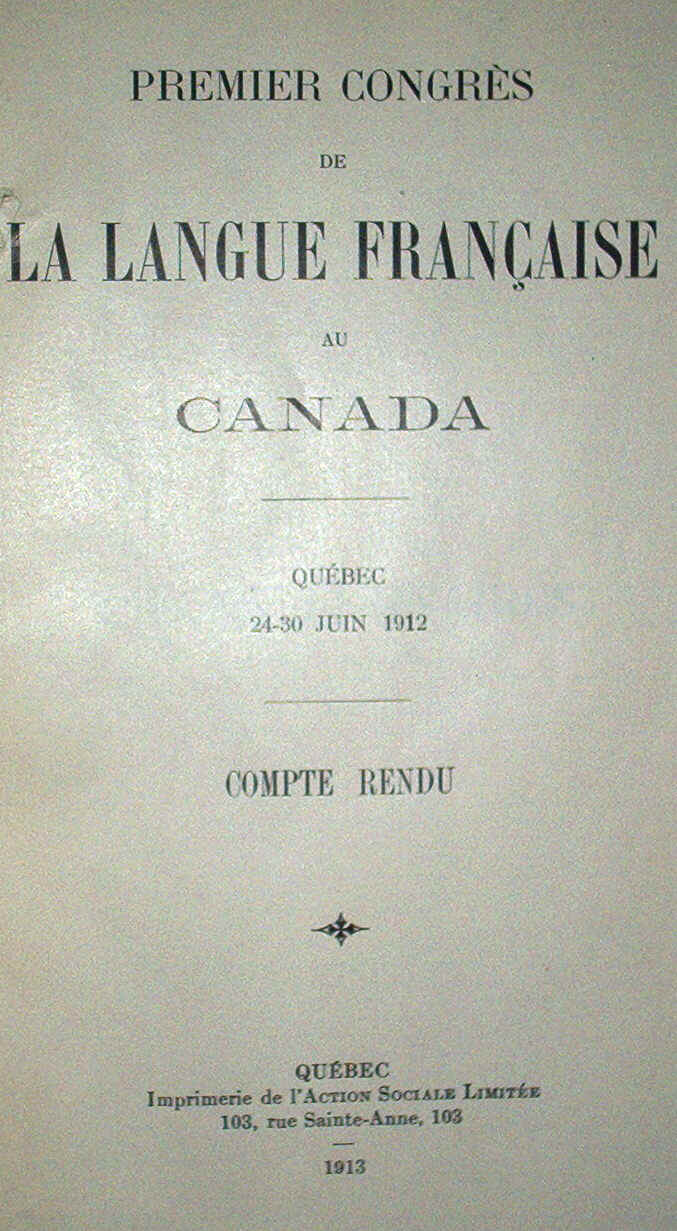 PREMIER CONGRÈS
DE
LA LANGUE FRANÇAISE
AU
CANADA
QUÉBEC
24-30 JUIN 1912
COMPTE RENDU
QUÉBEC
Imprimerie de l'ACTION SOCIALE LIMITÉE
103, rue Sainte-Anne, 103
1913